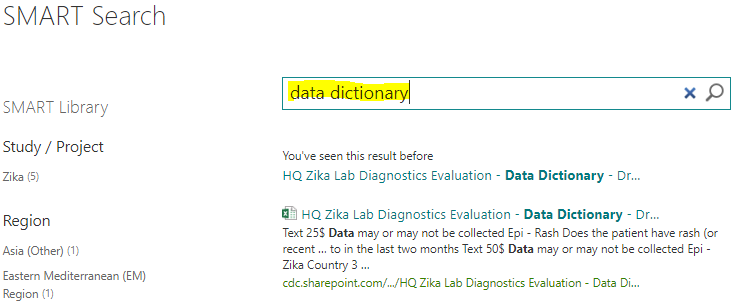 SMART Search
data dictionary
SMART Library
Study / Project
Zika (5)
Region
Asia (Other) (1)
Eastern Mediterranean (EM)
Region (1)
You've seen this result before
HQ Zika Lab Diagnostics Evaluation - Data Dictionary - Dr...
HQ Zika Lab Diagnostics Evaluation - Data Dictionary - Dr...
Text 25$ Data may or may not be collected Epi - Rash Does the patient have rash (or
recent ... to in the last two months Text 50$ Data may or may not be collected Epi -
Zika Country 3 ...
cdc.sharepoint.com/.../HQ Zika Lab Diagnostics Evaluation - Data Di...